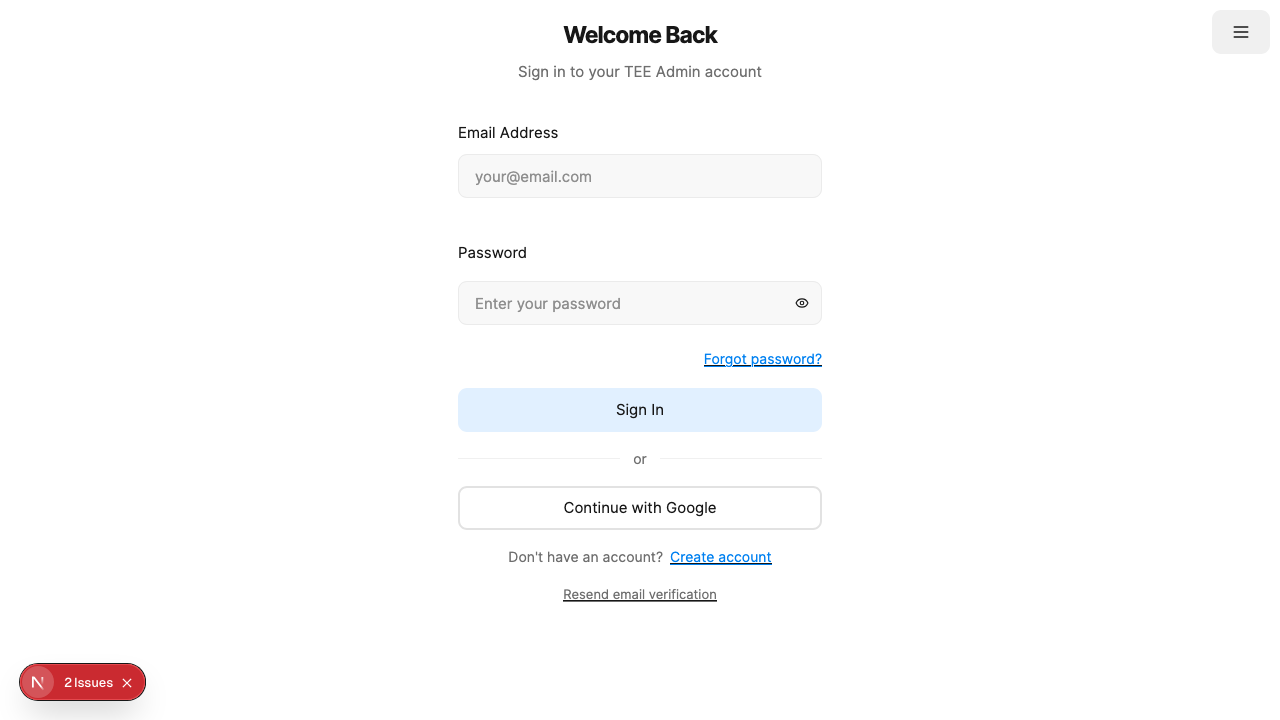 Welcome Back
Sign in to your TEE Admin account
Email Address
your@email.com
Password
Enter your password
Forgot password?
Sign In
or
Continue with Google
Don't have an account? Create account
Resend email verification
N 2 Issues